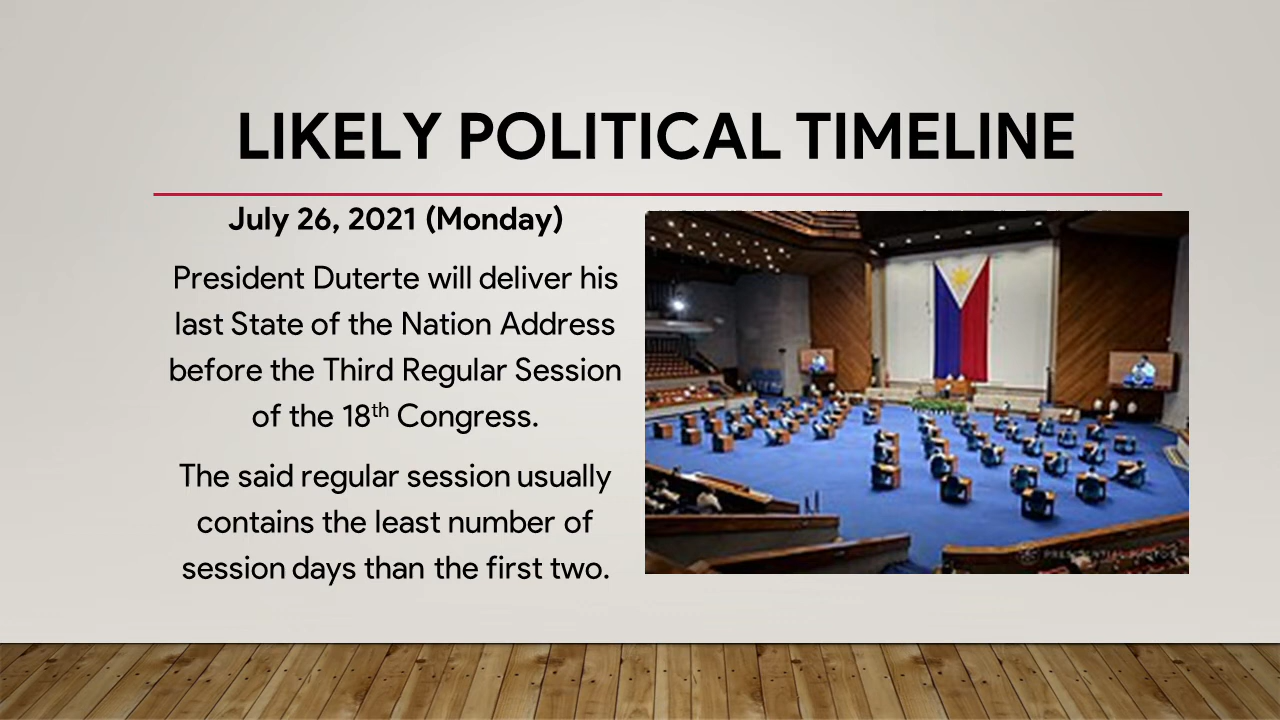 LIKELY POLITICAL TIMELINE
July 26, 2021 (Monday)
President Duterte will deliver his
last State of the Nation Address
before the Third Regular Session
of the 18th Congress.
The said regular session usually
contains the least number of
session days than the first two.